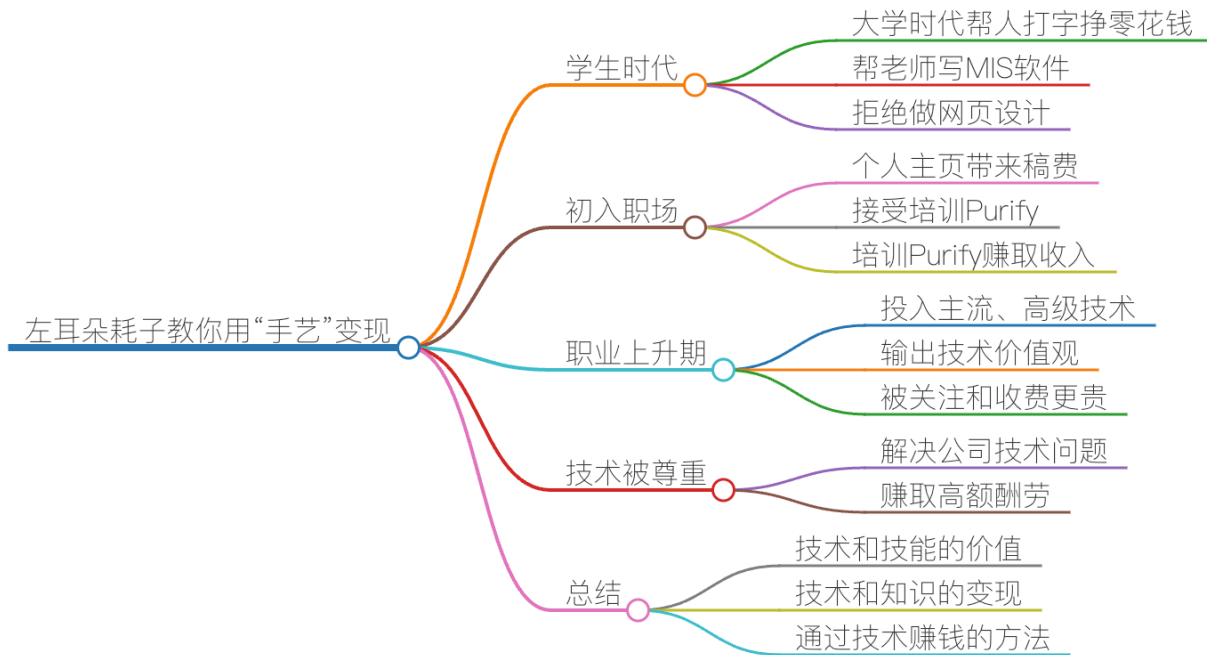 左耳朵耗子教你用“手艺”变现
学生时代
大学时代帮人打字挣零花钱
帮老师写MIS软件
拒绝做网页设计
初入职场
个人主页带来稿费
接受培训Purify
培训Purify赚取收入
职业上升期
投入主流、高级技术
输出技术价值观
被关注和收费更贵
技术被尊重
解决公司技术问题
赚取高额酬劳
总结
技术和技能的价值
技术和知识的变现
通过技术赚钱的方法